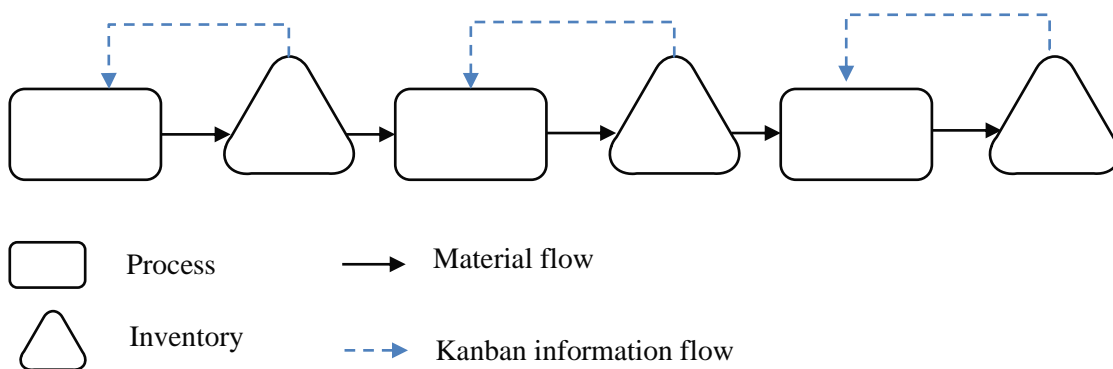 Process
Material flow
Inventory
Kanban information flow